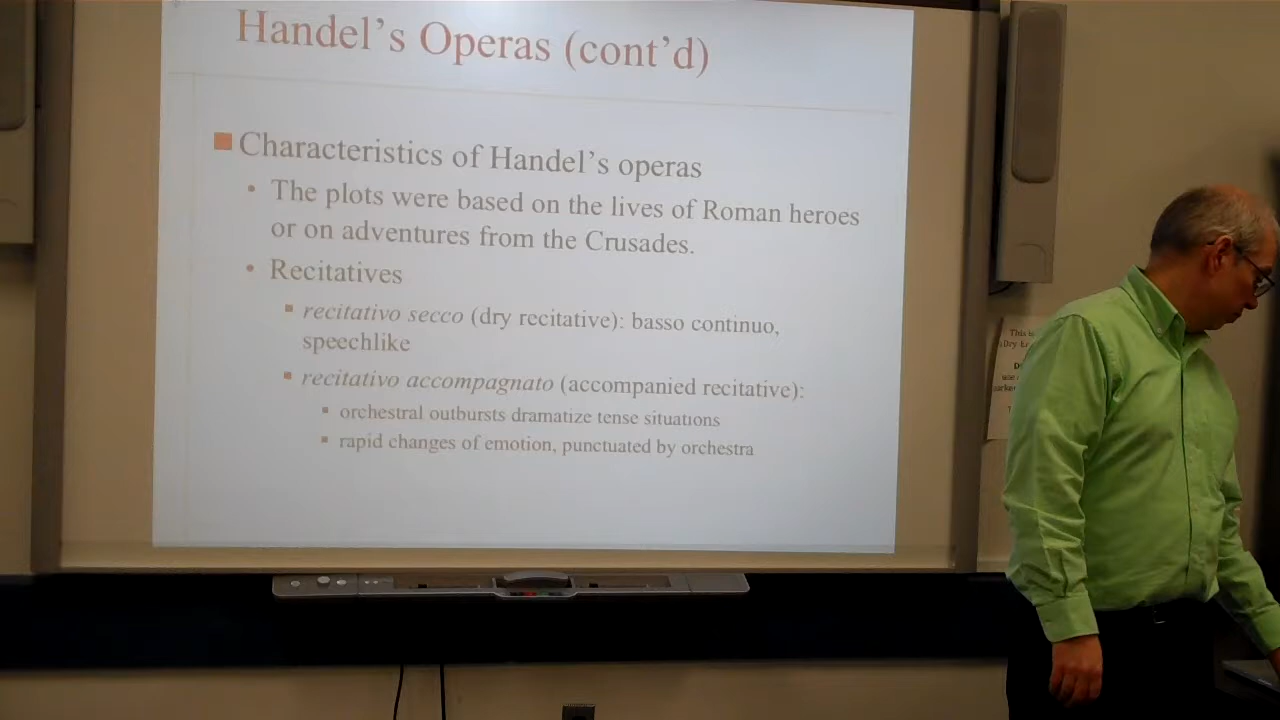 Handel's Operas (cont'd)
Characteristics of Handel's operas
• The plots were based on the lives of Roman heroes
or on adventures from the Crusades.
• Recitatives
recitativo secco (dry recitative): basso continuo,
speechlike
recitativo accompagnato (accompanied recitative):
orchestral outbursts dramatize tense situations
rapid changes of emotion, punctuated by orchestra
This
Dry